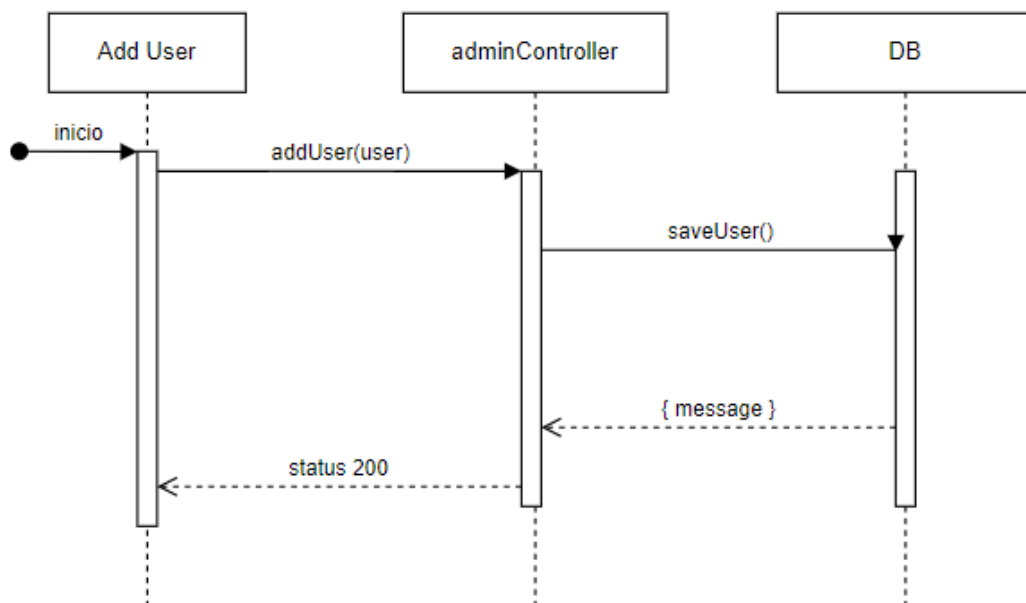 Add User
adminController
DB
inicio
addUser(user)
saveUser()
{ message }
status 200